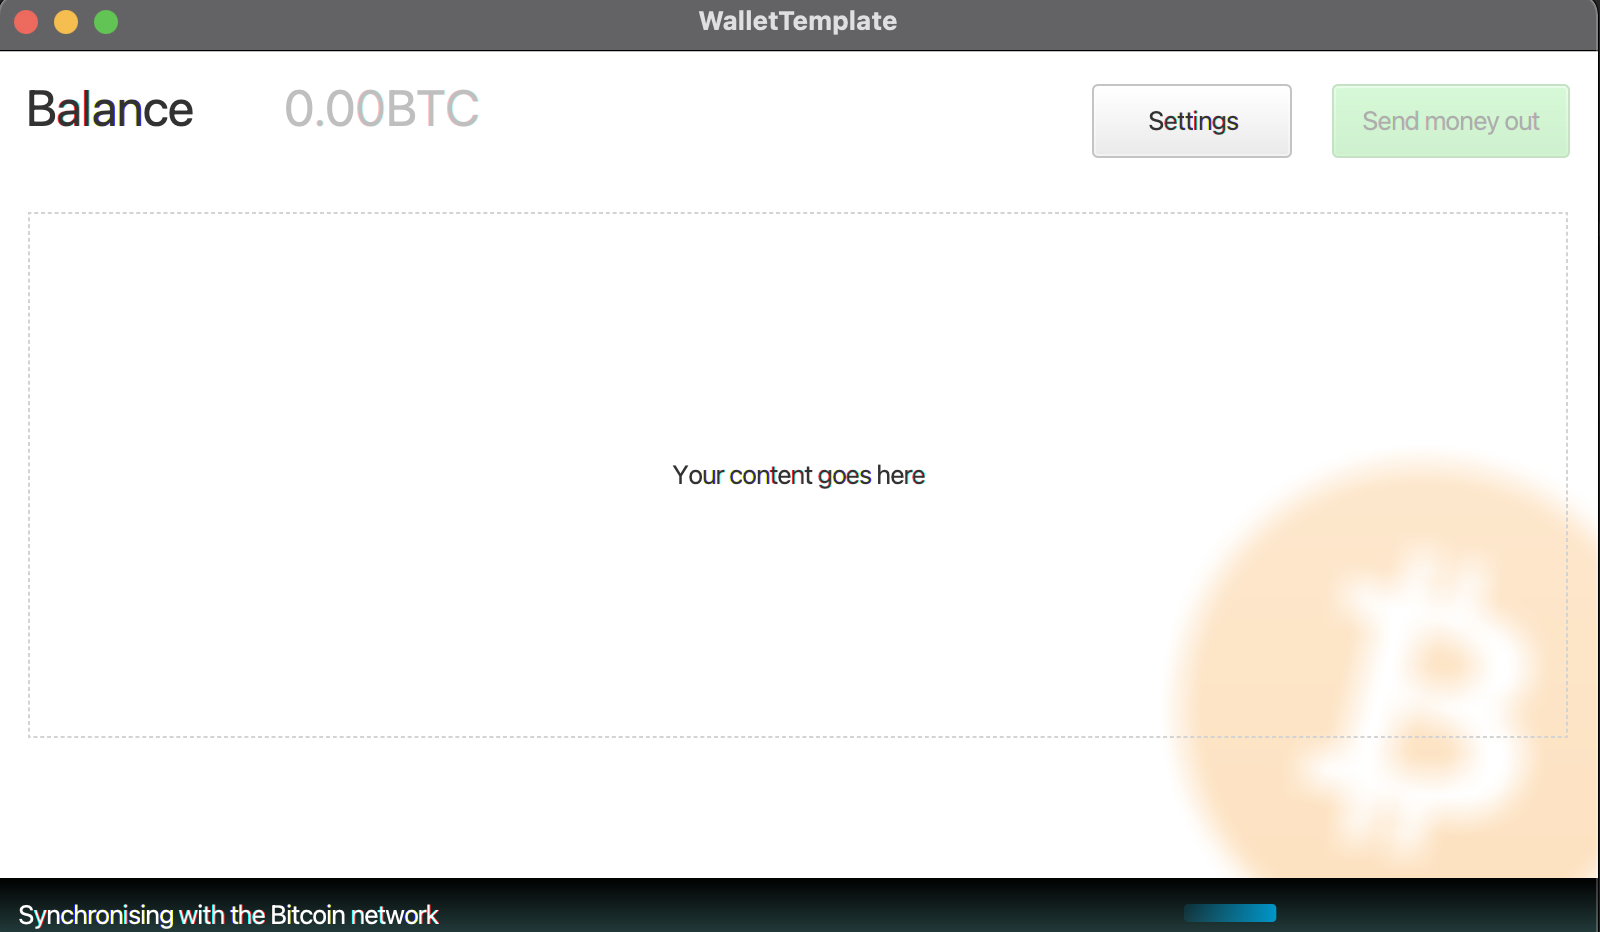 WalletTemplate
Balance 0.00BTC
Settings
Send money out
Your content goes here
Synchronising with the Bitcoin network